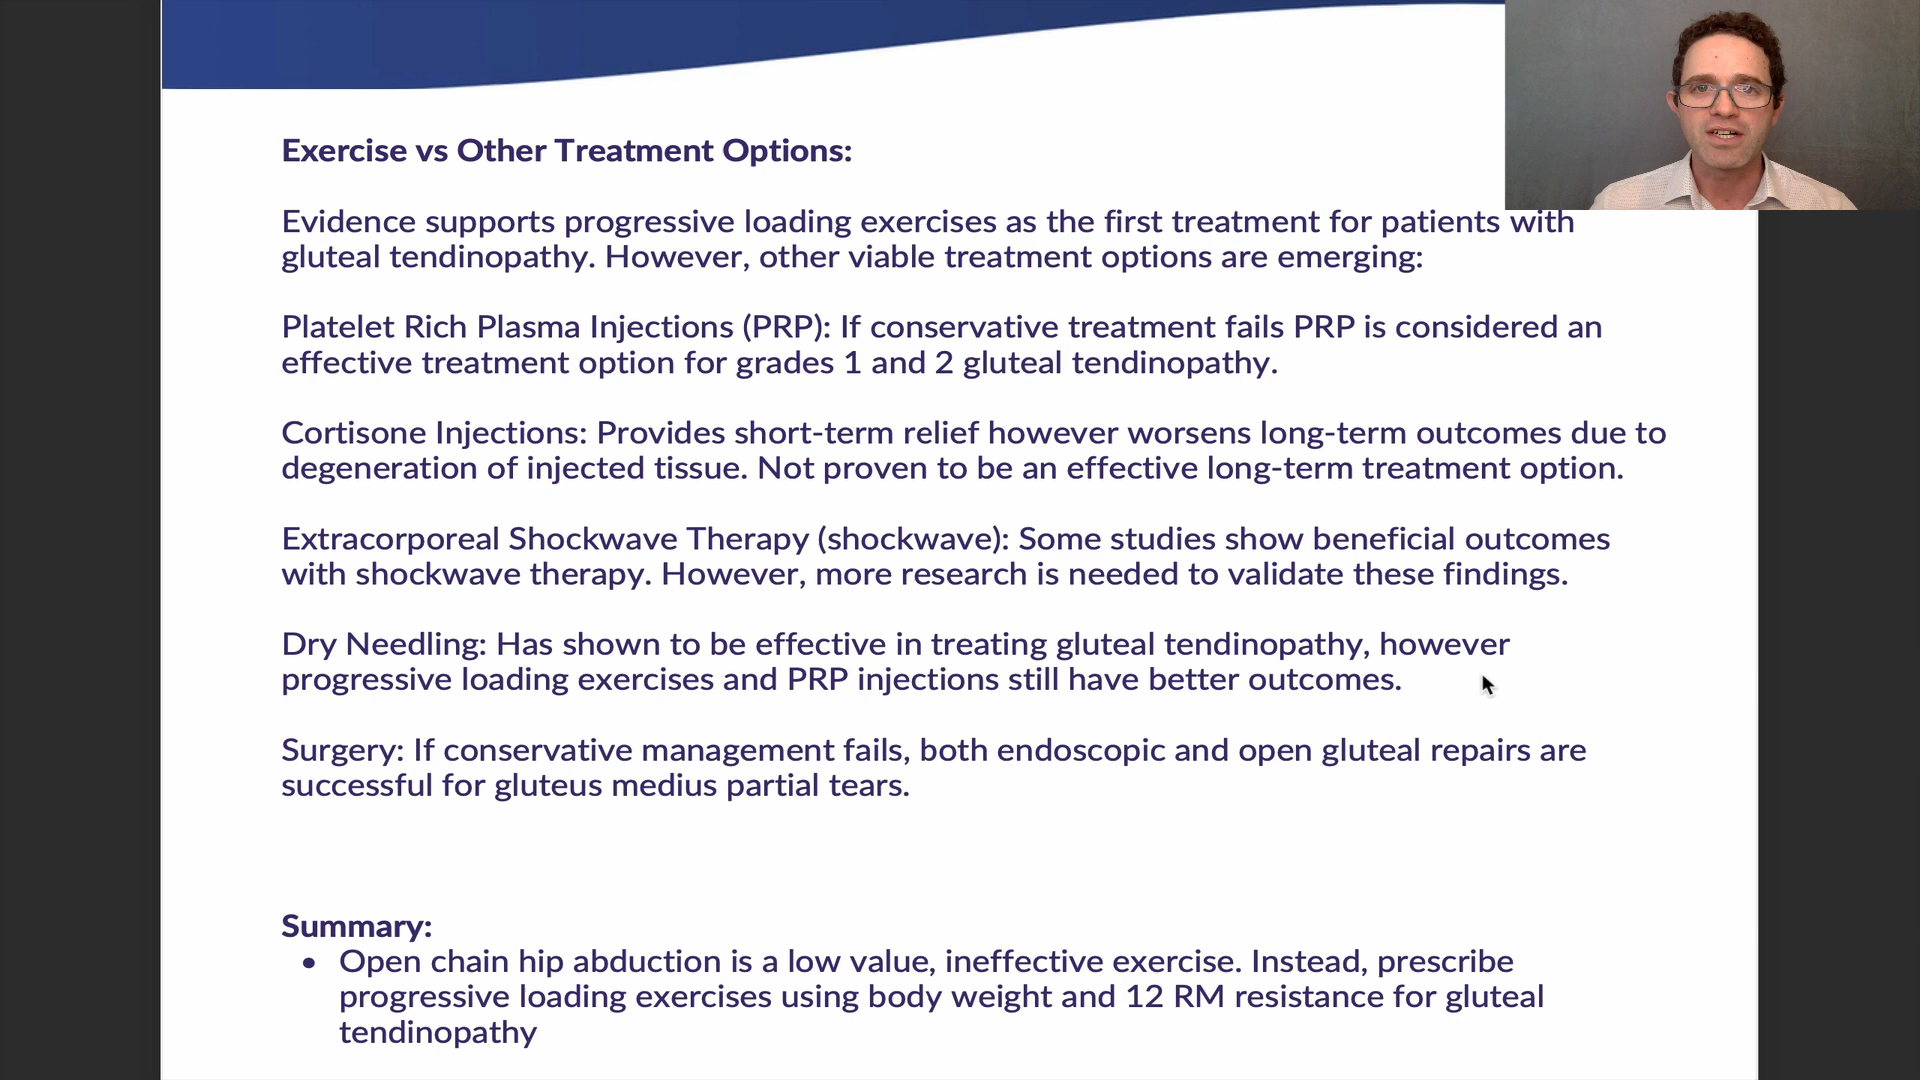 Exercise vs Other Treatment Options:
Evidence supports progressive loading exercises as the first treatment for patients with
gluteal tendinopathy. However, other viable treatment options are emerging:
Platelet Rich Plasma Injections (PRP): If conservative treatment fails PRP is considered an
effective treatment option for grades 1 and 2 gluteal tendinopathy.
Cortisone Injections: Provides short-term relief however worsens long-term outcomes due to
degeneration of injected tissue. Not proven to be an effective long-term treatment option.
Extracorporeal Shockwave Therapy (shockwave): Some studies show beneficial outcomes
with shockwave therapy. However, more research is needed to validate these findings.
Dry Needling: Has shown to be effective in treating gluteal tendinopathy, however
progressive loading exercises and PRP injections still have better outcomes.
Surgery: If conservative management fails, both endoscopic and open gluteal repairs are
successful for gluteus medius partial tears.
Summary:
• Open chain hip abduction is a low value, ineffective exercise. Instead, prescribe
progressive loading exercises using body weight and 12 RM resistance for gluteal
tendinopathy